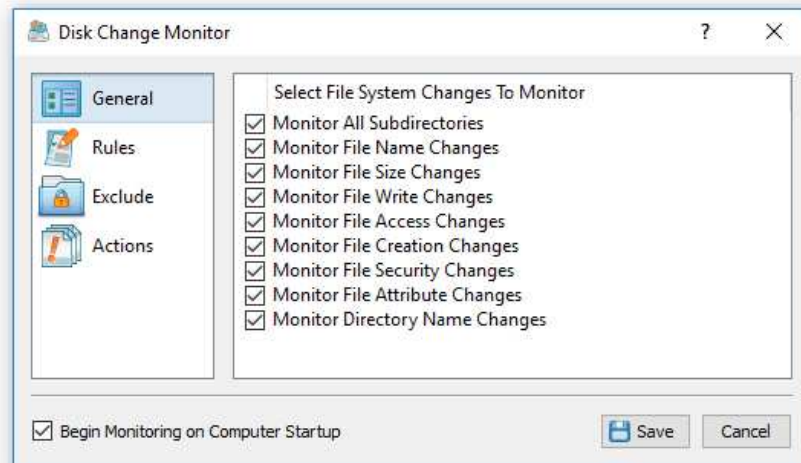 Disk Change Monitor
?
General
Rules
Exclude
Actions
Select File System Changes To Monitor
Monitor All Subdirectories
Monitor File Name Changes
Monitor File Size Changes
Monitor File Write Changes
Monitor File Access Changes
Monitor File Creation Changes
Monitor File Security Changes
Monitor File Attribute Changes
Monitor Directory Name Changes
Begin Monitoring on Computer Startup
Save
Cancel